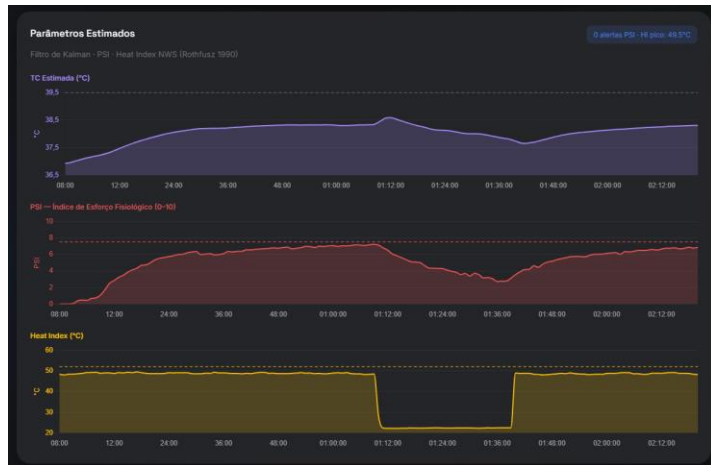 Parâmetros Estimados
0 alertas PSI · HI pico: 49.5°C
Filtro de Kalman · PSI · Heat Index NWS (Rothfusz 1990)
TC Estimada (°C)
39,5
38,5
37,5
36,5
°C
08:00 12:00 24:00 36:00 48:00 01:00:00 01:12:00 01:24:00 01:36:00 01:48:00 02:00:00 02:12:00
PSI — Índice de Esforço Fisiológico (0–10)
10
8
6
4
2
0
PSI
08:00 12:00 24:00 36:00 48:00 01:00:00 01:12:00 01:24:00 01:36:00 01:48:00 02:00:00 02:12:00
Heat Index (°C)
60
50
40
30
20
°C
08:00 12:00 24:00 36:00 48:00 01:00:00 01:12:00 01:24:00 01:36:00 01:48:00 02:00:00 02:12:00